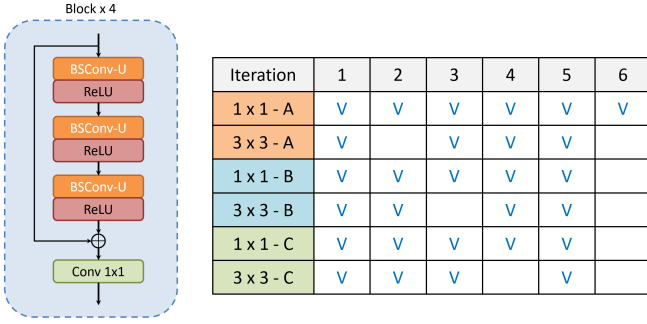 Block x 4
BSConv-U
ReLU
BSConv-U
ReLU
BSConv-U
ReLU
Conv 1x1
Iteration 1 2 3 4 5 6
1 x 1 - A V V V V V V
3 x 3 - A V V V V
1 x 1 - B V V V V V
3 x 3 - B V V V V
1 x 1 - C V V V V V
3 x 3 - C V V V V